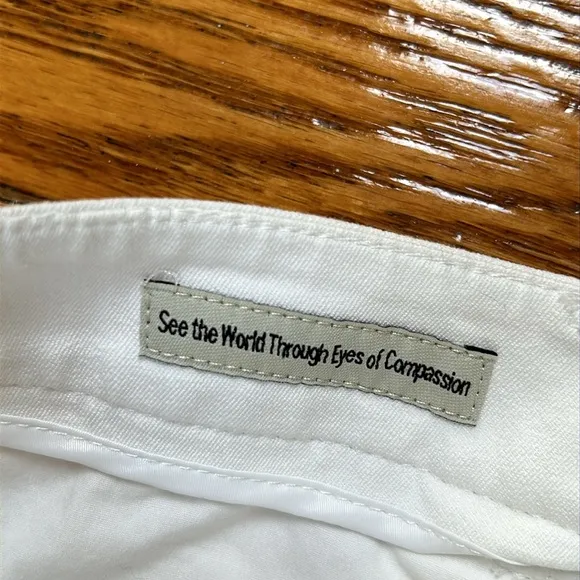 See the World Through Eyes of Compassion